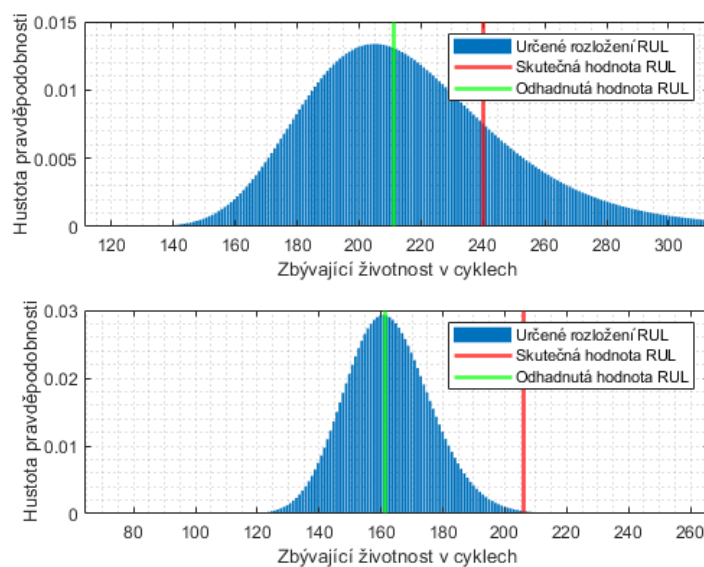 0.015
0.01
0.005
0
Hustota pravděpodobnosti
Určené rozložení RUL
Skutečná hodnota RUL
Odhadnutá hodnota RUL
120 140 160 180 200 220 240 260 280 300
Zbývající životnost v cyklech
0.03
0.02
0.01
0
Hustota pravděpodobnosti
Určené rozložení RUL
Skutečná hodnota RUL
Odhadnutá hodnota RUL
80 100 120 140 160 180 200 220 240 260
Zbývající životnost v cyklech